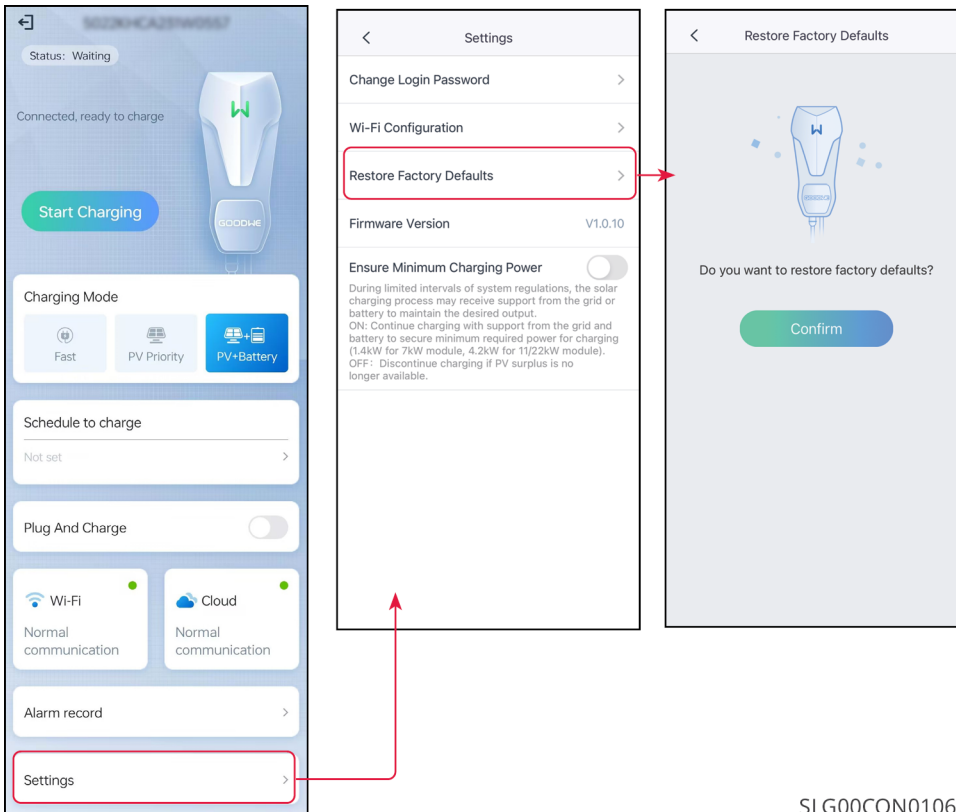 Status: Waiting
Connected, ready to charge
Start Charging
GOODWE
Charging Mode
Fast
PV Priority
PV+Battery
Schedule to charge
Not set
Plug And Charge
Wi-Fi
Normal
communication
Cloud
Normal
communication
Alarm record
Settings
Settings
Change Login Password
Wi-Fi Configuration
Restore Factory Defaults
Firmware Version V1.0.10
Ensure Minimum Charging Power
During limited intervals of system regulations, the solar
charging process may receive support from the grid or
battery to maintain the desired output.
ON: Continue charging with support from the grid and
battery to secure minimum required power for charging
(1.4kW for 7kW module, 4.2kW for 11/22kW module).
OFF: Discontinue charging if PV surplus is no
longer available.
Restore Factory Defaults
Do you want to restore factory defaults?
Confirm
SLG00CON0106